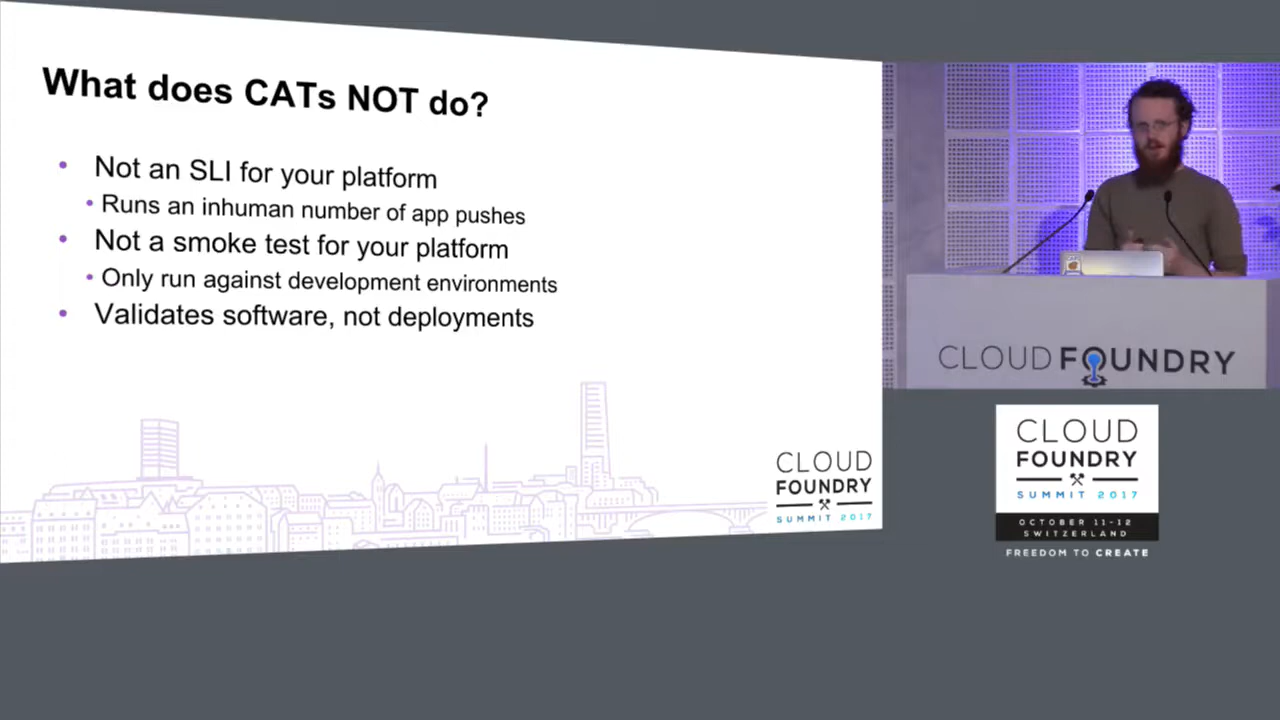 What does CATs NOT do?
• Not an SLI for your platform
• Runs an inhuman number of app pushes
• Not a smoke test for your platform
• Only run against development environments
• Validates software, not deployments
CLOUD
FOUNDRY
SUMMIT 2017
CLOUD FOUNDRY
CLOUD
FOUNDRY
SUMMIT 2017
OCTOBER 11-12
SWITZERLAND
FREEDOM TO CREATE